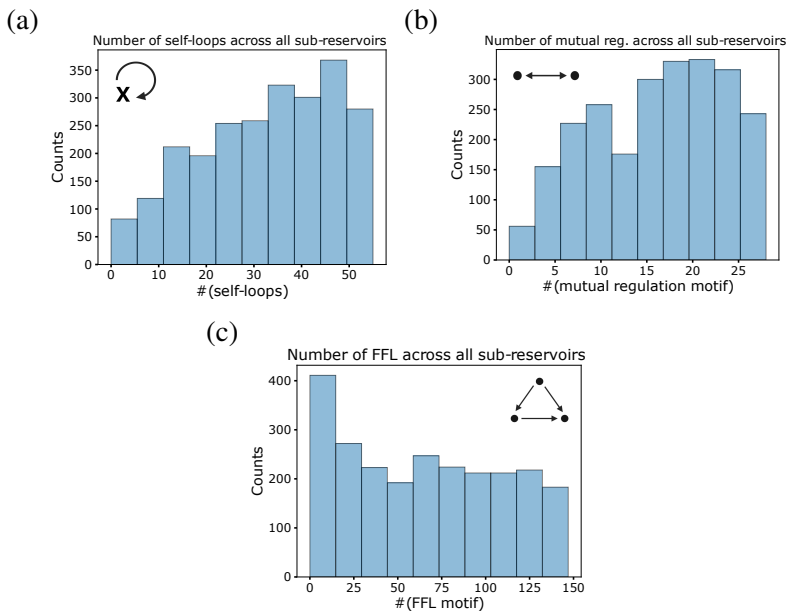 (a)
Number of self-loops across all sub-reservoirs
X
Counts
350
300
250
200
150
100
50
0
0 10 20 30 40 50
#(self-loops)
(b)
Number of mutual reg. across all sub-reservoirs
Counts
300
250
200
150
100
50
0
0 5 10 15 20 25
#(mutual regulation motif)
(c)
Number of FFL across all sub-reservoirs
Counts
400
300
200
100
0
0 25 50 75 100 125 150
#(FFL motif)